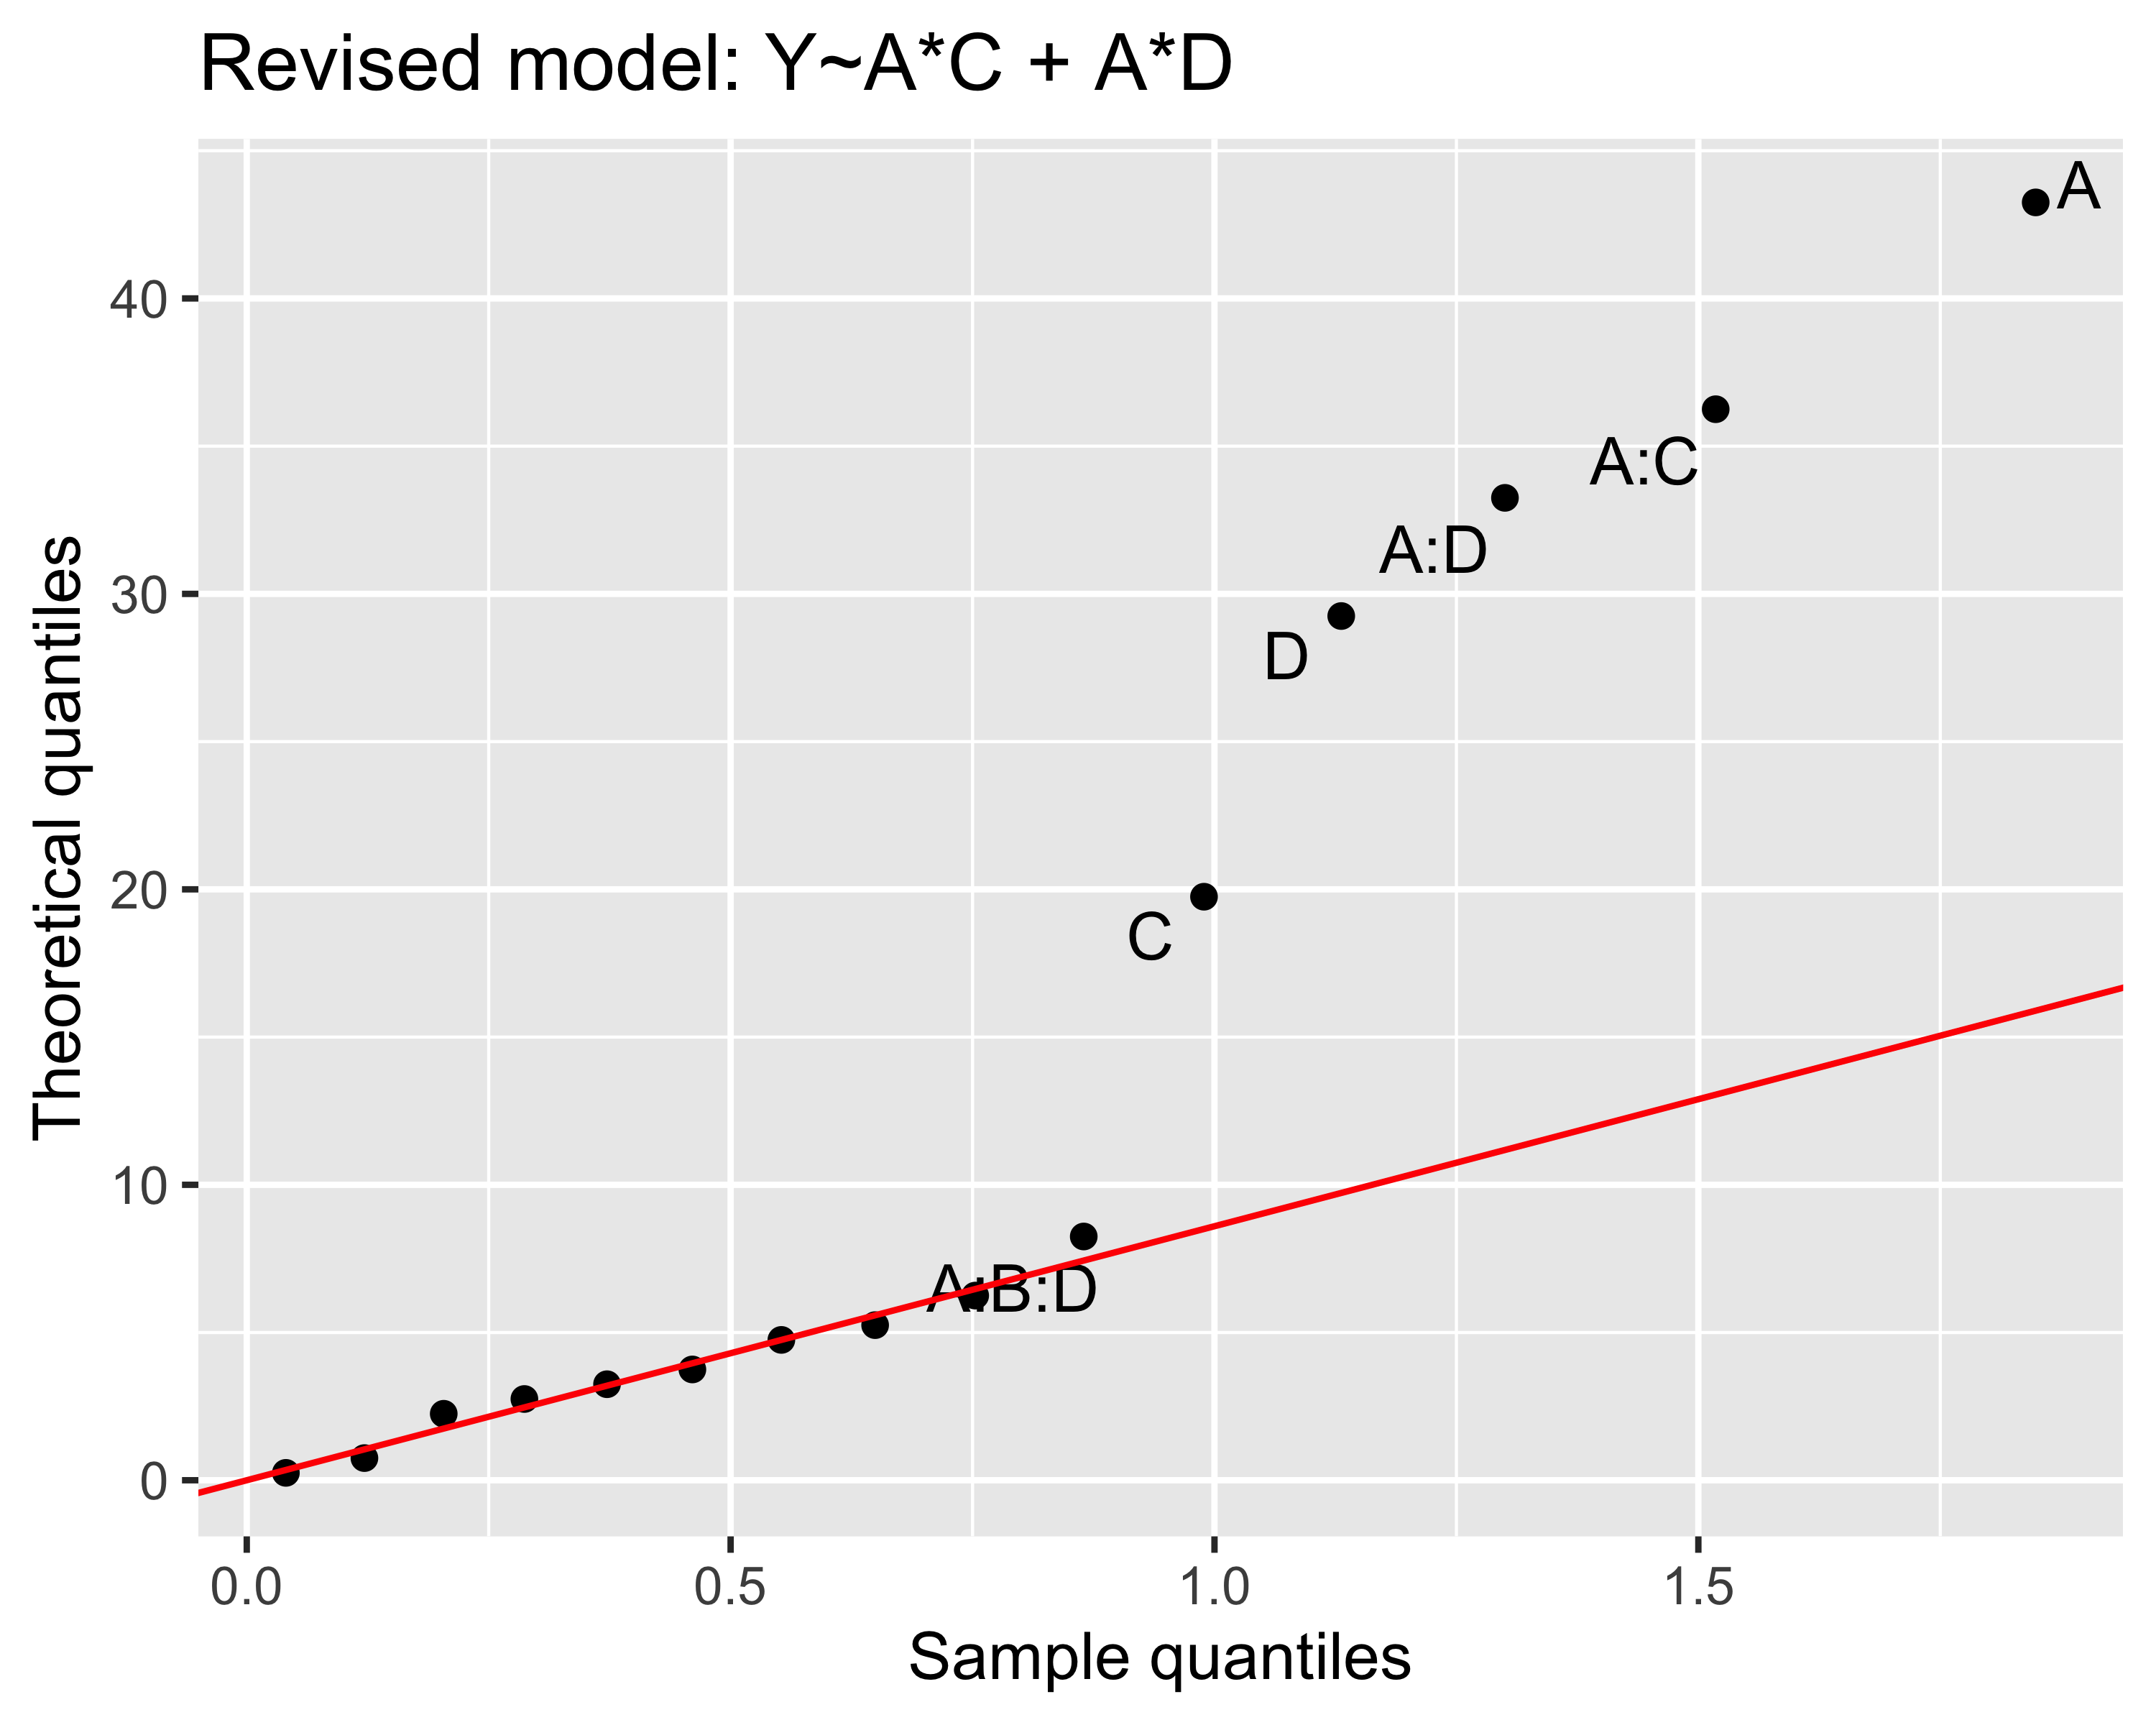 Revised model: Y~A*C + A*D
A
40
A:C
A:D
30
D
Theoretical quantiles
20
C
10
A:B:D
0
0.0 0.5 1.0 1.5
Sample quantiles